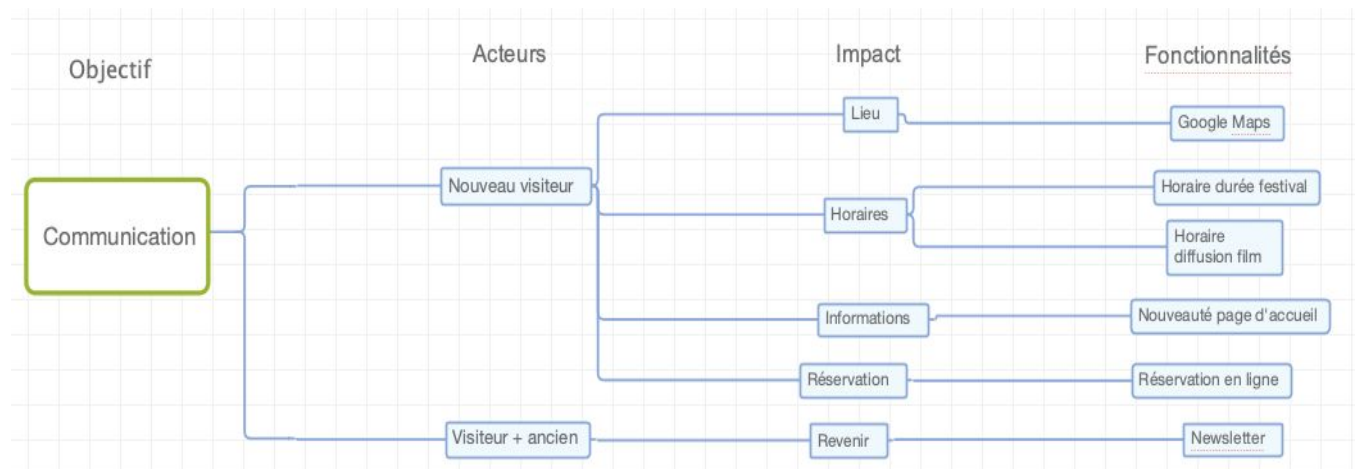 Objectif
Acteurs
Impact
Fonctionnalités
Communication
Nouveau visiteur
Lieu
Google Maps
Horaires
Horaire durée festival
Horaire
diffusion film
Informations
Nouveauté page d'accueil
Réservation
Réservation en ligne
Visiteur + ancien
Revenir
Newsletter